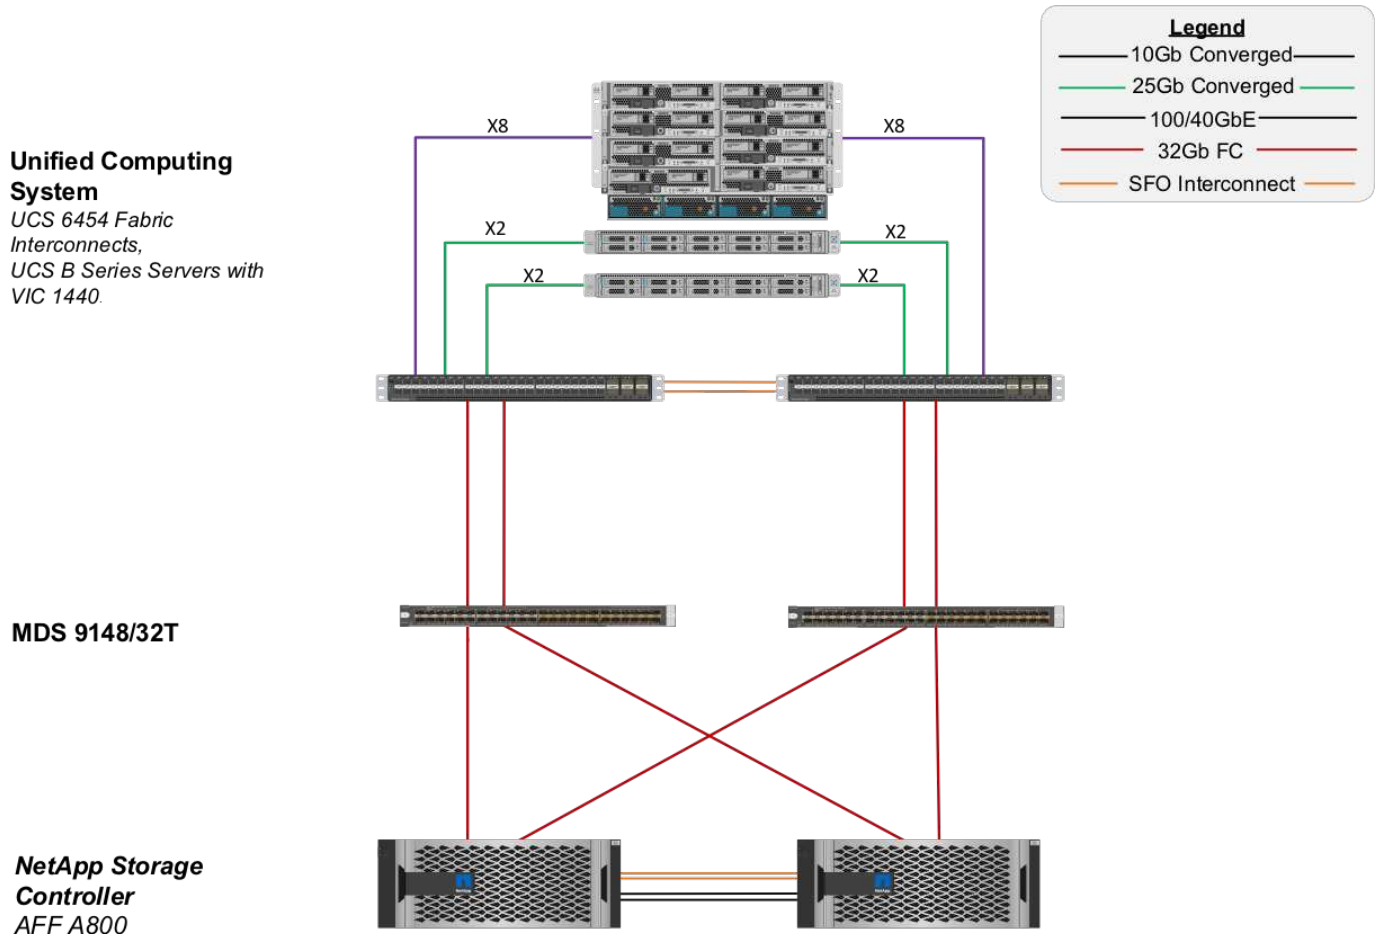 Legend
10Gb Converged
25Gb Converged
100/40GbE
32Gb FC
SFO Interconnect
X8
X8
Unified Computing
System
UCS 6454 Fabric
Interconnects,
UCS B Series Servers with
VIC 1440.
X2
X2
X2
X2
MDS 9148/32T
NetApp Storage
Controller
AFF A800